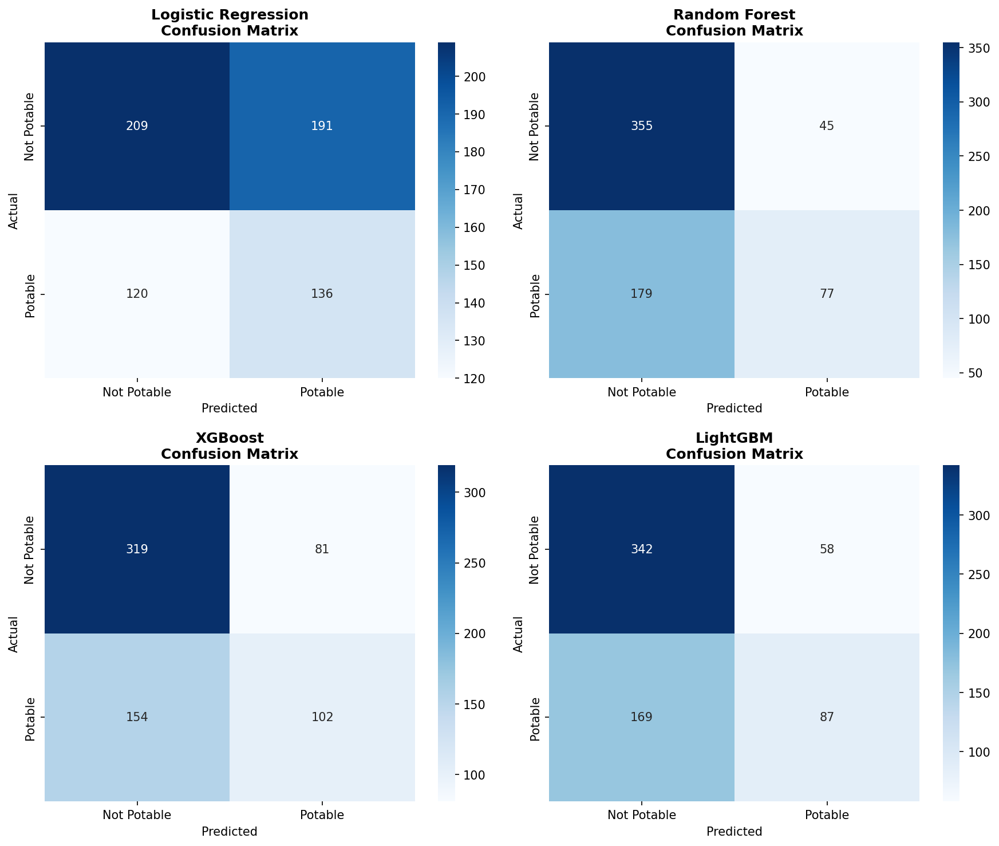 Logistic Regression
Confusion Matrix
Not Potable
Potable
Actual
209
191
120
136
Not Potable
Potable
Predicted
200
190
180
170
160
150
140
130
120
Random Forest
Confusion Matrix
Not Potable
Potable
Actual
355
45
179
77
Not Potable
Potable
Predicted
350
300
250
200
150
100
50
XGBoost
Confusion Matrix
Not Potable
Potable
Actual
319
81
154
102
Not Potable
Potable
Predicted
300
250
200
150
100
LightGBM
Confusion Matrix
Not Potable
Potable
Actual
342
58
169
87
Not Potable
Potable
Predicted
300
250
200
150
100